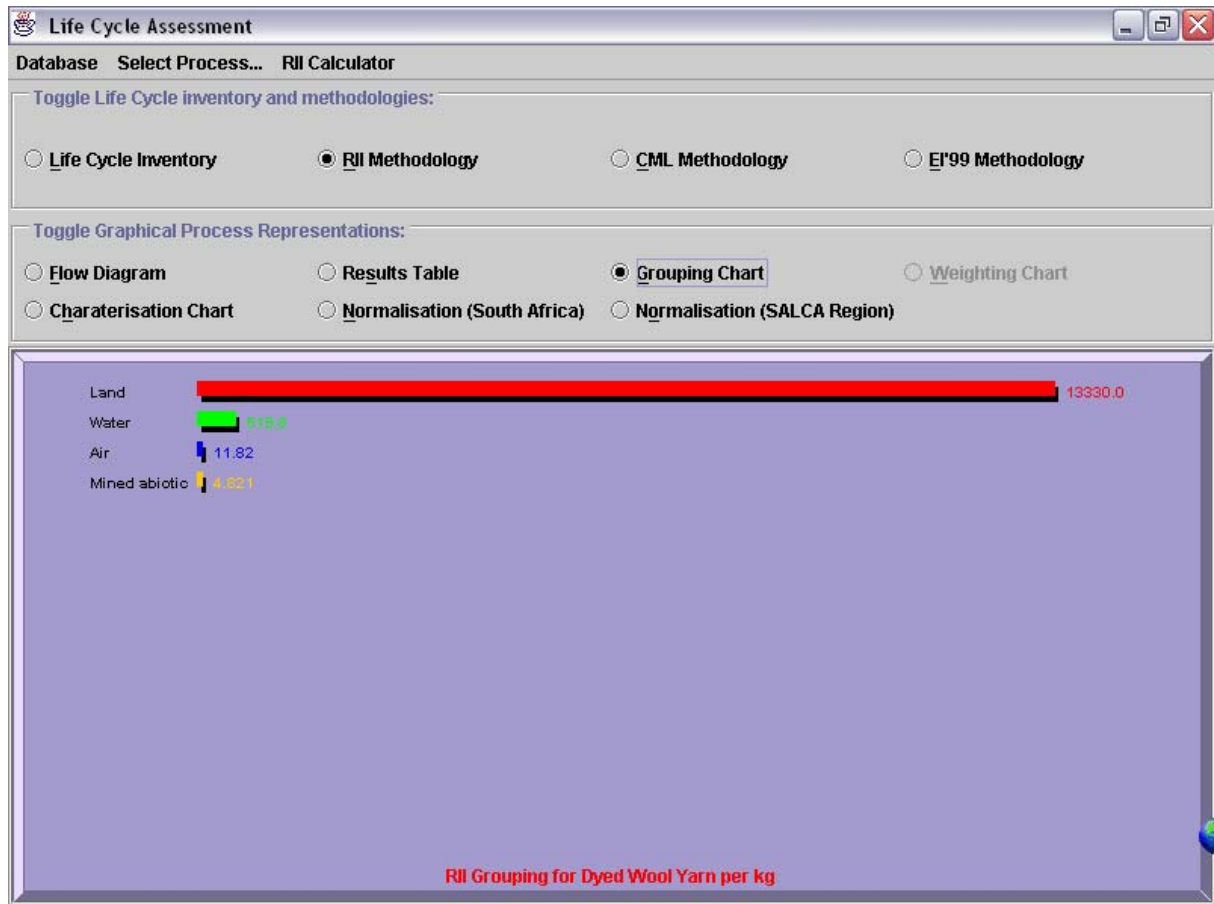 Life Cycle Assessment
Database Select Process... RII Calculator
Toggle Life Cycle inventory and methodologies:
Life Cycle Inventory RII Methodology CML Methodology EI'99 Methodology
Toggle Graphical Process Representations:
Flow Diagram Results Table Grouping Chart Weighting Chart
Charaterisation Chart Normalisation (South Africa) Normalisation (SALCA Region)
Land 13330.0
Water
Air 11.82
Mined abiotic 4.821
RII Grouping for Dyed Wool Yarn per kg